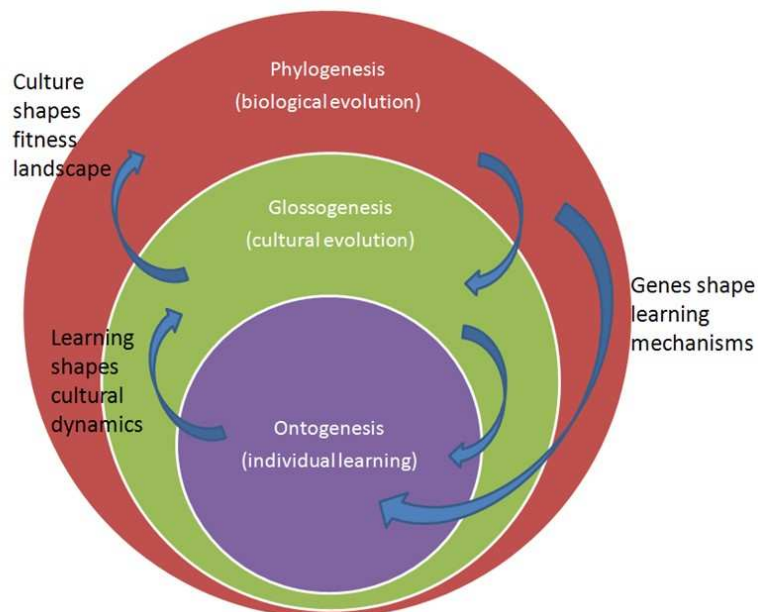 Phylogenesis
(biological evolution)
Culture
shapes
fitness
landscape
Glossogenesis
(cultural evolution)
Genes shape
learning
mechanisms
Learning
shapes
cultural
dynamics
Ontogenesis
(individual learning)